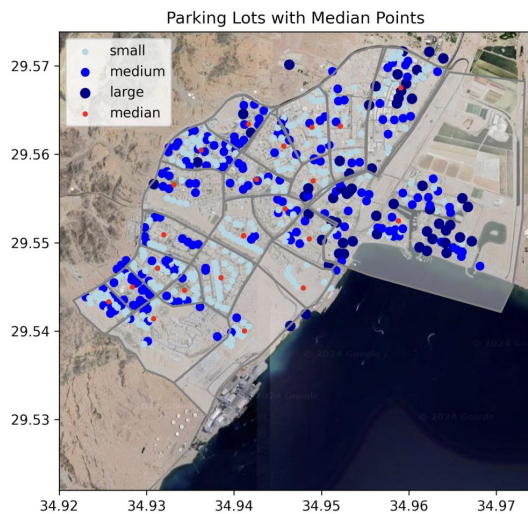 Parking Lots with Median Points
small
medium
large
median
29.57
29.56
29.55
29.54
29.53
34.92
34.93
34.94
34.95
34.96
34.97
© 2024 Google
© 2024 Google
© 2024 Google